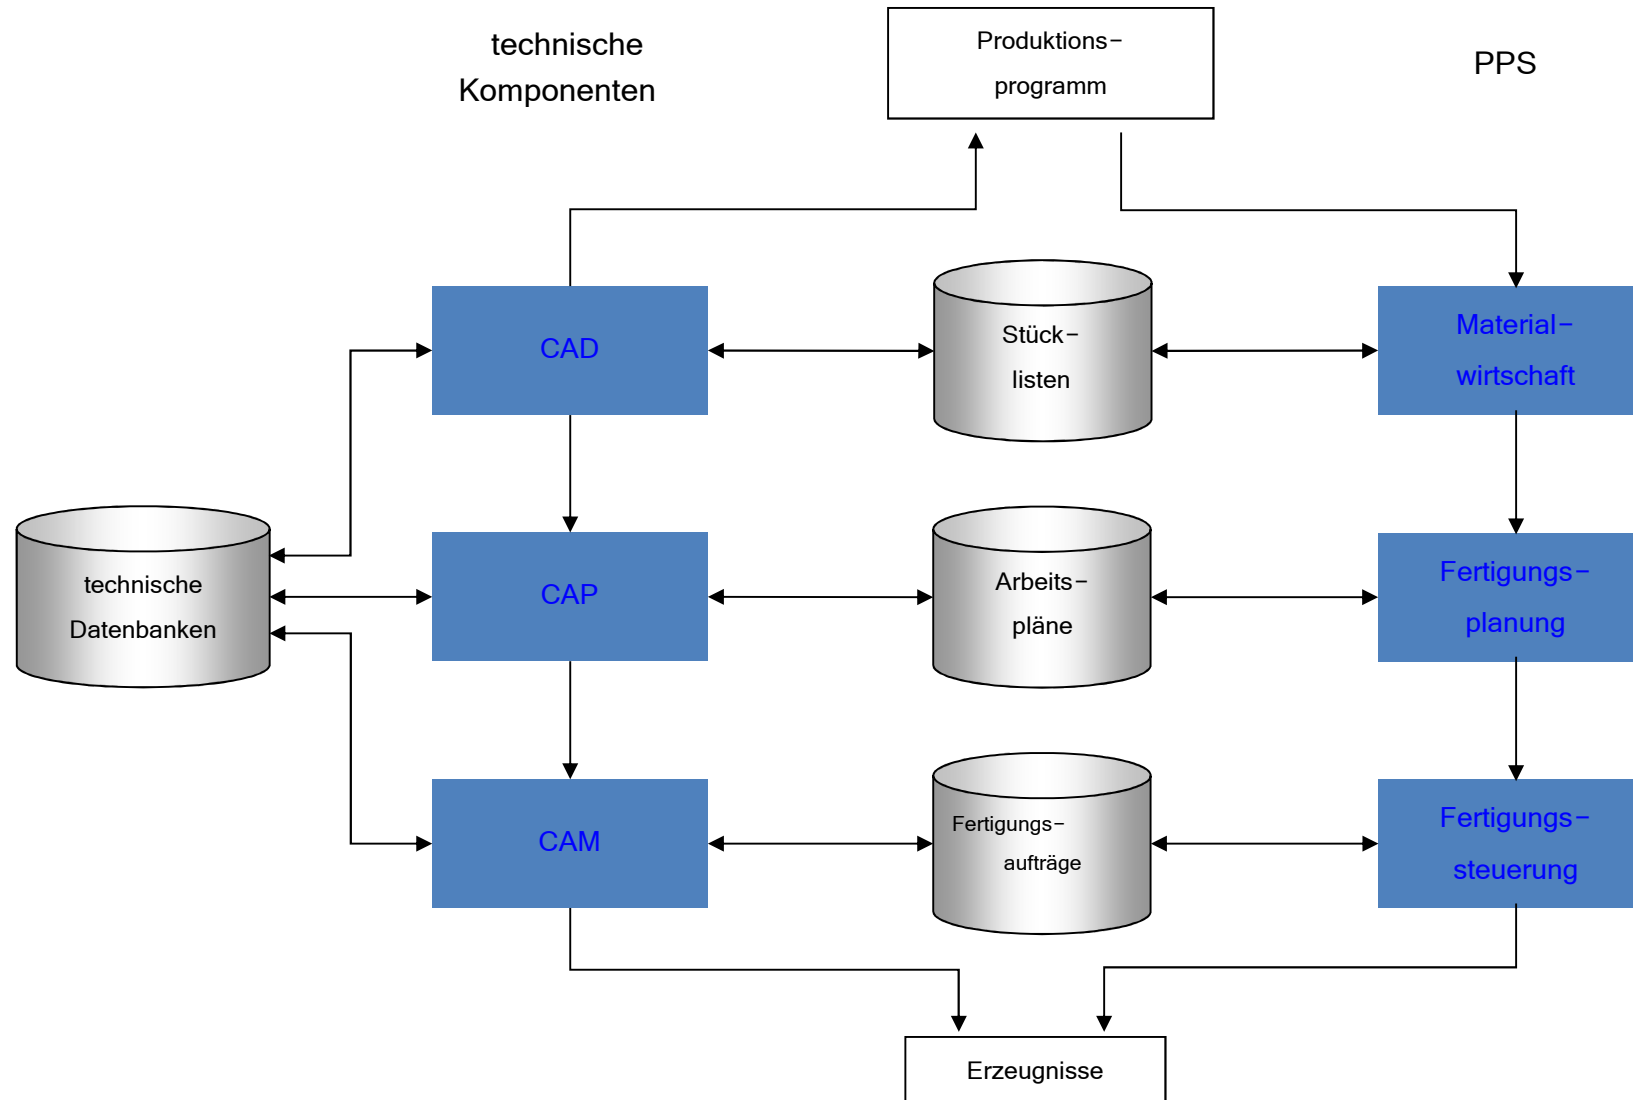 technische
Komponenten
Produktions-
programm
PPS
CAD
Stück-
listen
Material-
wirtschaft
technische
Datenbanken
CAP
Arbeits-
pläne
Fertigungs-
planung
CAM
Fertigungs-
aufträge
Fertigungs-
steuerung
Erzeugnisse